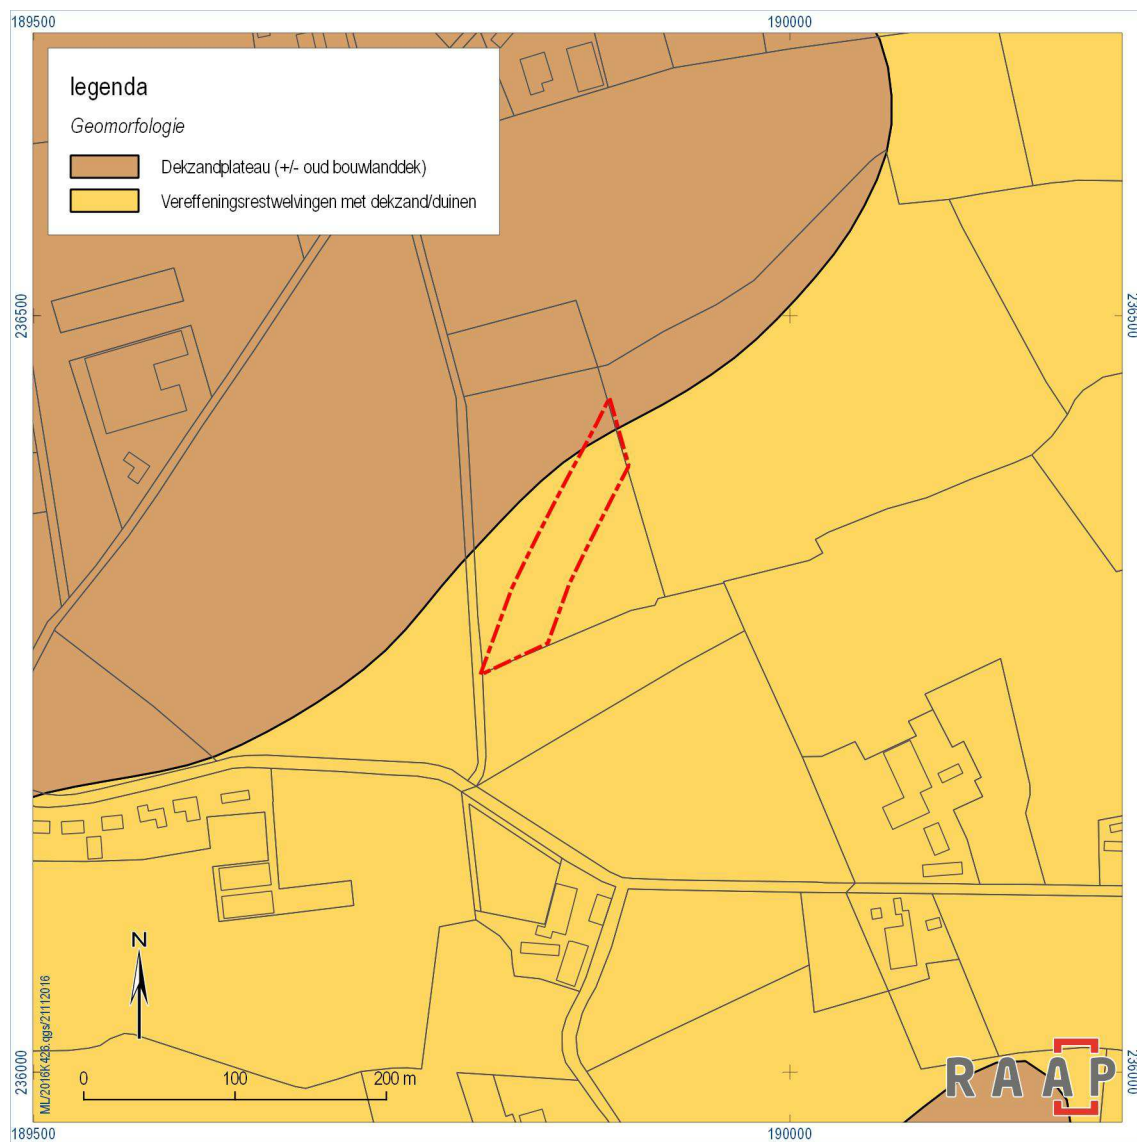 189500
190000
legenda
Geomorfologie
Dekzandplateau (+/- oud bouwlanddek)
Vereffeningsrestwelvingen met dekzand/duinen
236500
236500
N
ML/2016K426.qgs/21112016
0 100 200 m
RAAP
236000
236000
189500
190000